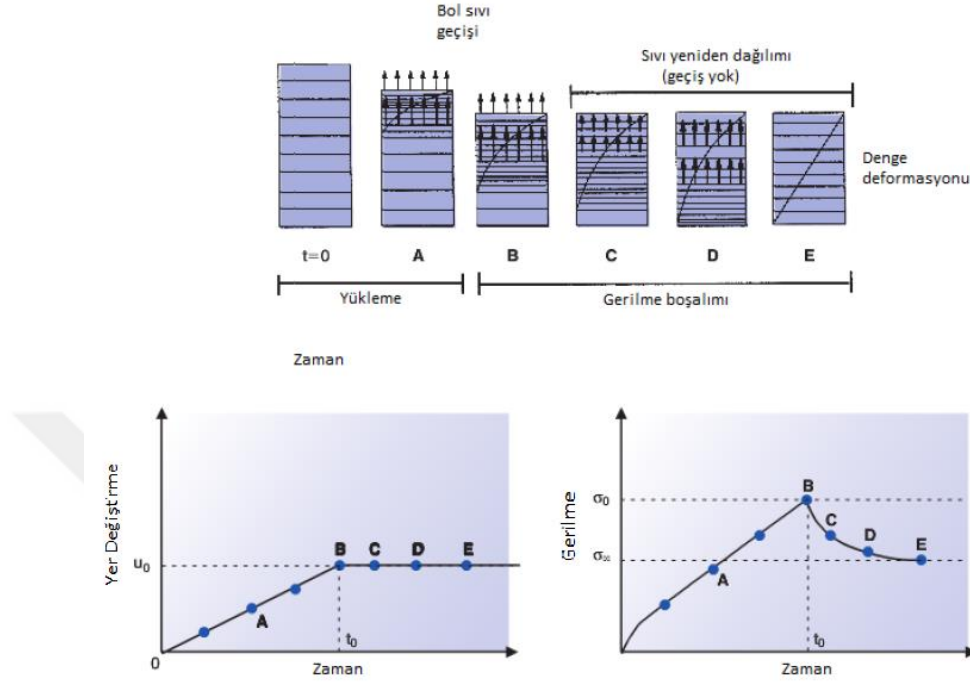 Bol sıvı
geçişi
Sıvı yeniden dağılımı
(geçiş yok)
Denge
deformasyonu
t=0 A B C D E
Yükleme
Gerilme boşalımı
Zaman
Yer Değiştirme
u₀
0
A
B C D E
t₀
Zaman
Gerilme
σ₀
σ∞
A
B
C
D
E
t₀
Zaman